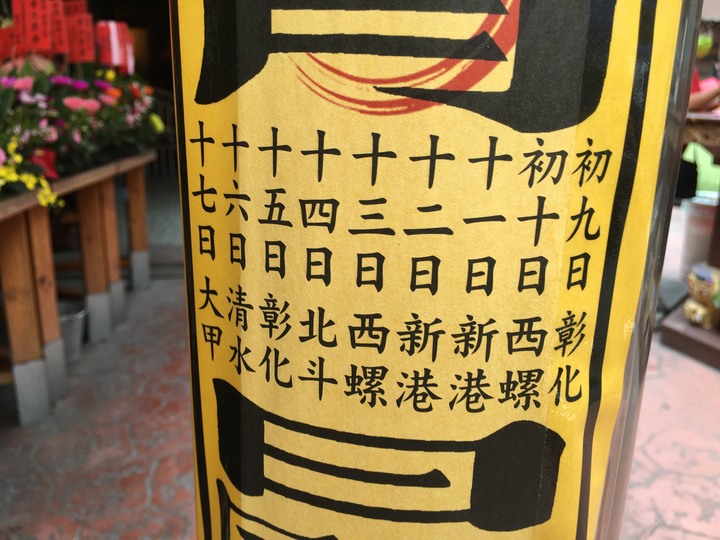 初九日彰化
初十日西螺
十一日新港
十二日新港
十三日西螺
十四日北斗
十五日彰化
十六日清水
十七日大甲